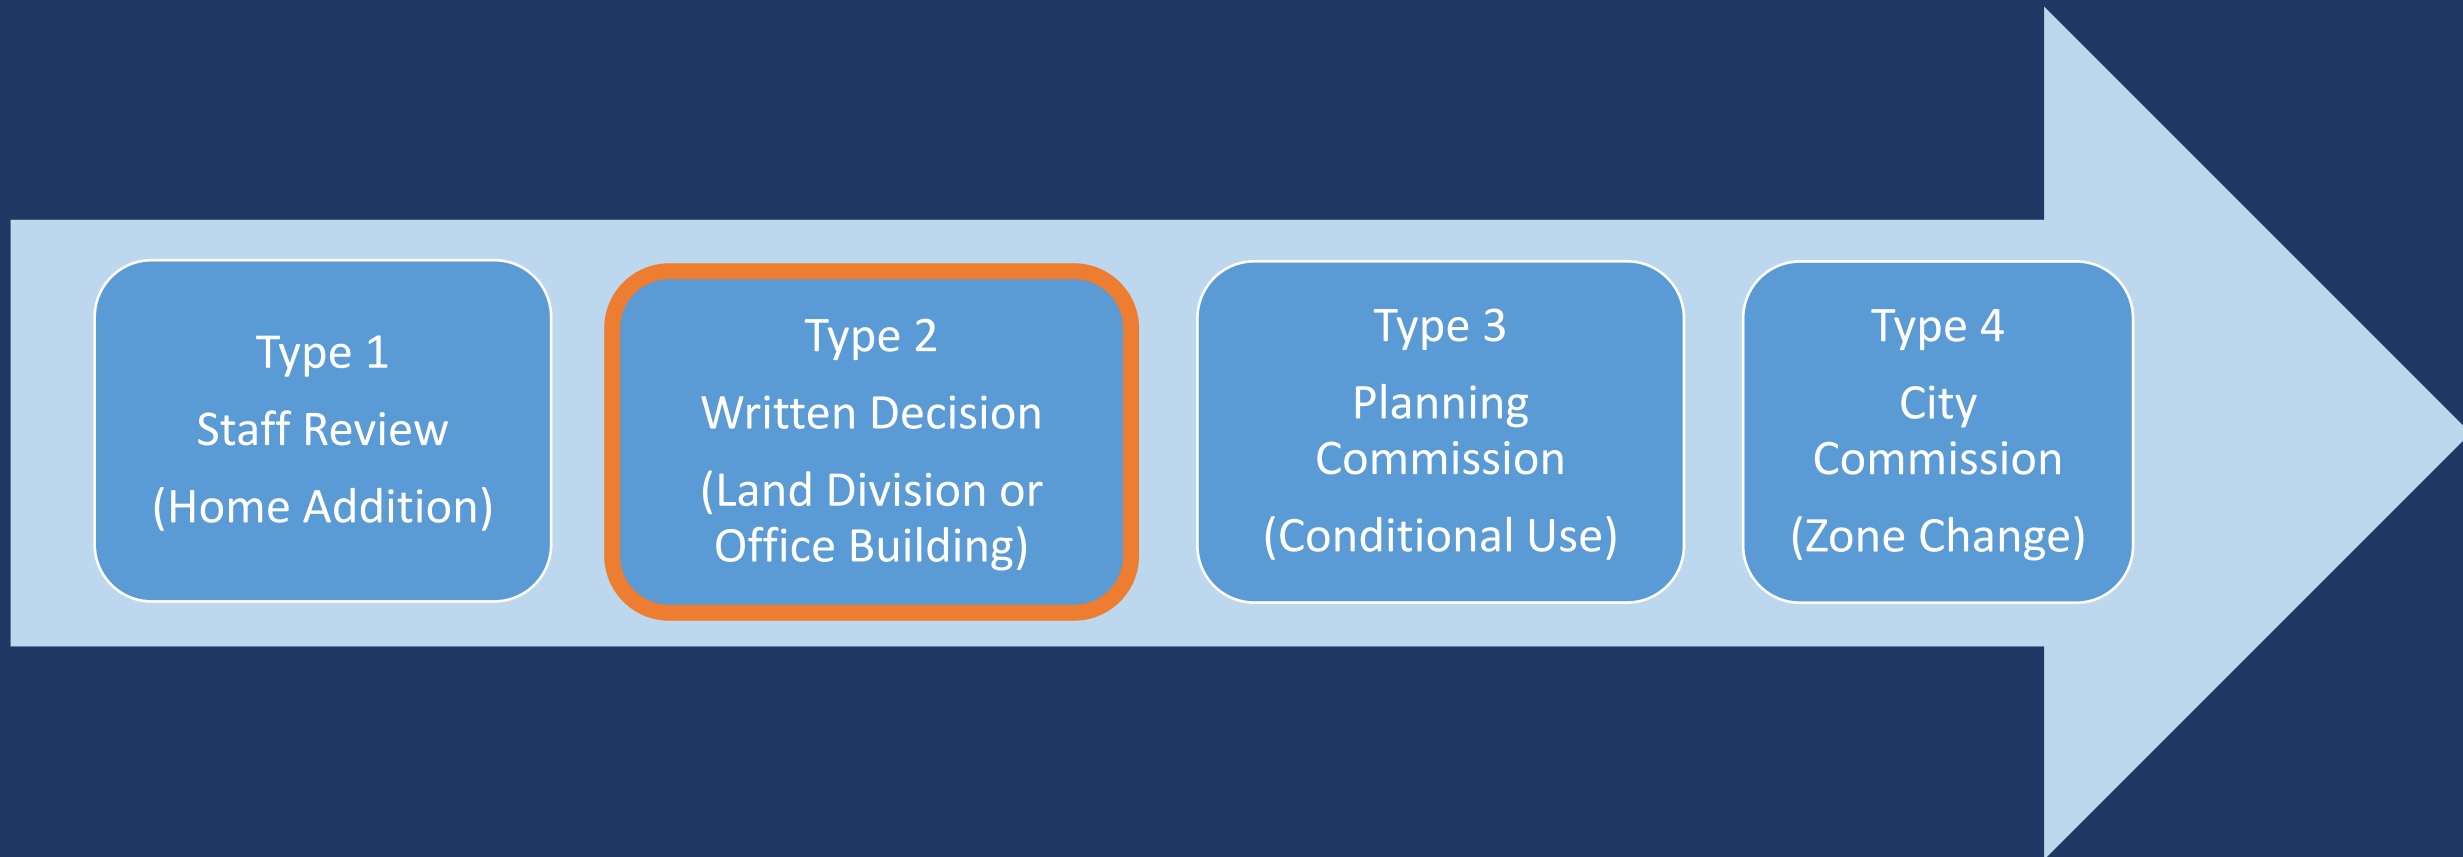 Type 1
Staff Review
(Home Addition)
Type 2
Written Decision
(Land Division or
Office Building)
Type 3
Planning
Commission
(Conditional Use)
Type 4
City
Commission
(Zone Change)